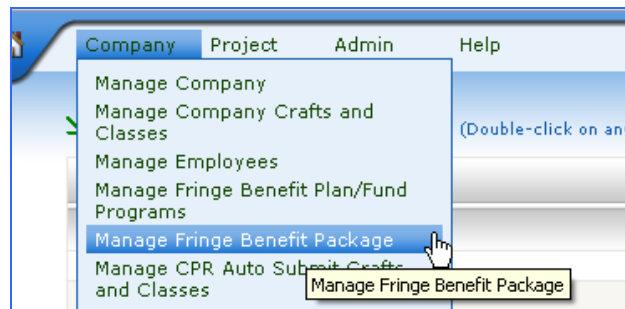 Company Project Admin Help
Manage Company
Manage Company Crafts and
Classes
(Double-click on an
Manage Employees
Manage Fringe Benefit Plan/Fund
Programs
Manage Fringe Benefit Package
Manage CPR Auto Submit Crafts
and Classes
Manage Fringe Benefit Package